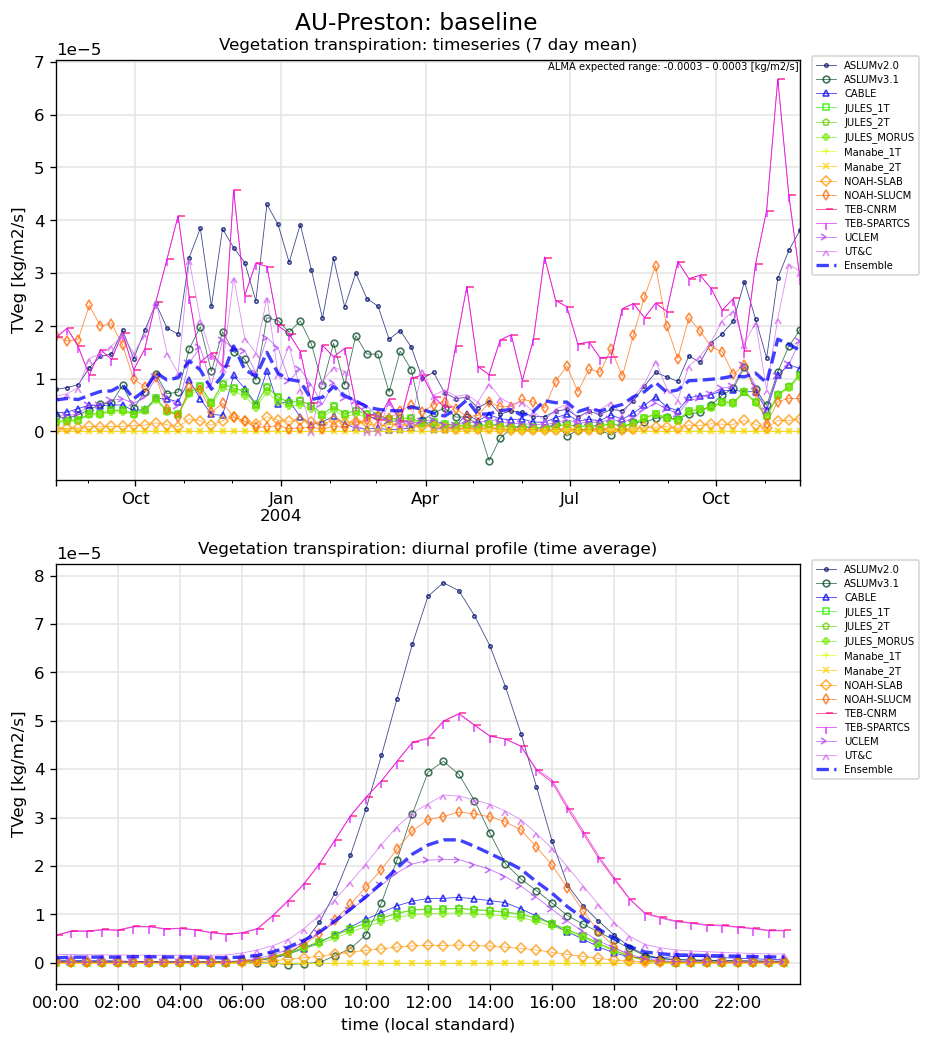 AU-Preston: baseline
Vegetation transpiration: timeseries (7 day mean)
1e−5
ALMA expected range: -0.0003 - 0.0003 [kg/m2/s]
7
6
5
4
3
2
1
0
TVeg [kg/m2/s]
Oct
Jan
2004
Apr
Jul
Oct
ASLUMv2.0
ASLUMv3.1
CABLE
JULES_1T
JULES_2T
JULES_MORUS
Manabe_1T
Manabe_2T
NOAH-SLAB
NOAH-SLUCM
TEB-CNRM
TEB-SPARTCS
UCLEM
UT&C
Ensemble
Vegetation transpiration: diurnal profile (time average)
1e−5
8
7
6
5
4
3
2
1
0
TVeg [kg/m2/s]
00:00 02:00 04:00 06:00 08:00 10:00 12:00 14:00 16:00 18:00 20:00 22:00
time (local standard)
ASLUMv2.0
ASLUMv3.1
CABLE
JULES_1T
JULES_2T
JULES_MORUS
Manabe_1T
Manabe_2T
NOAH-SLAB
NOAH-SLUCM
TEB-CNRM
TEB-SPARTCS
UCLEM
UT&C
Ensemble